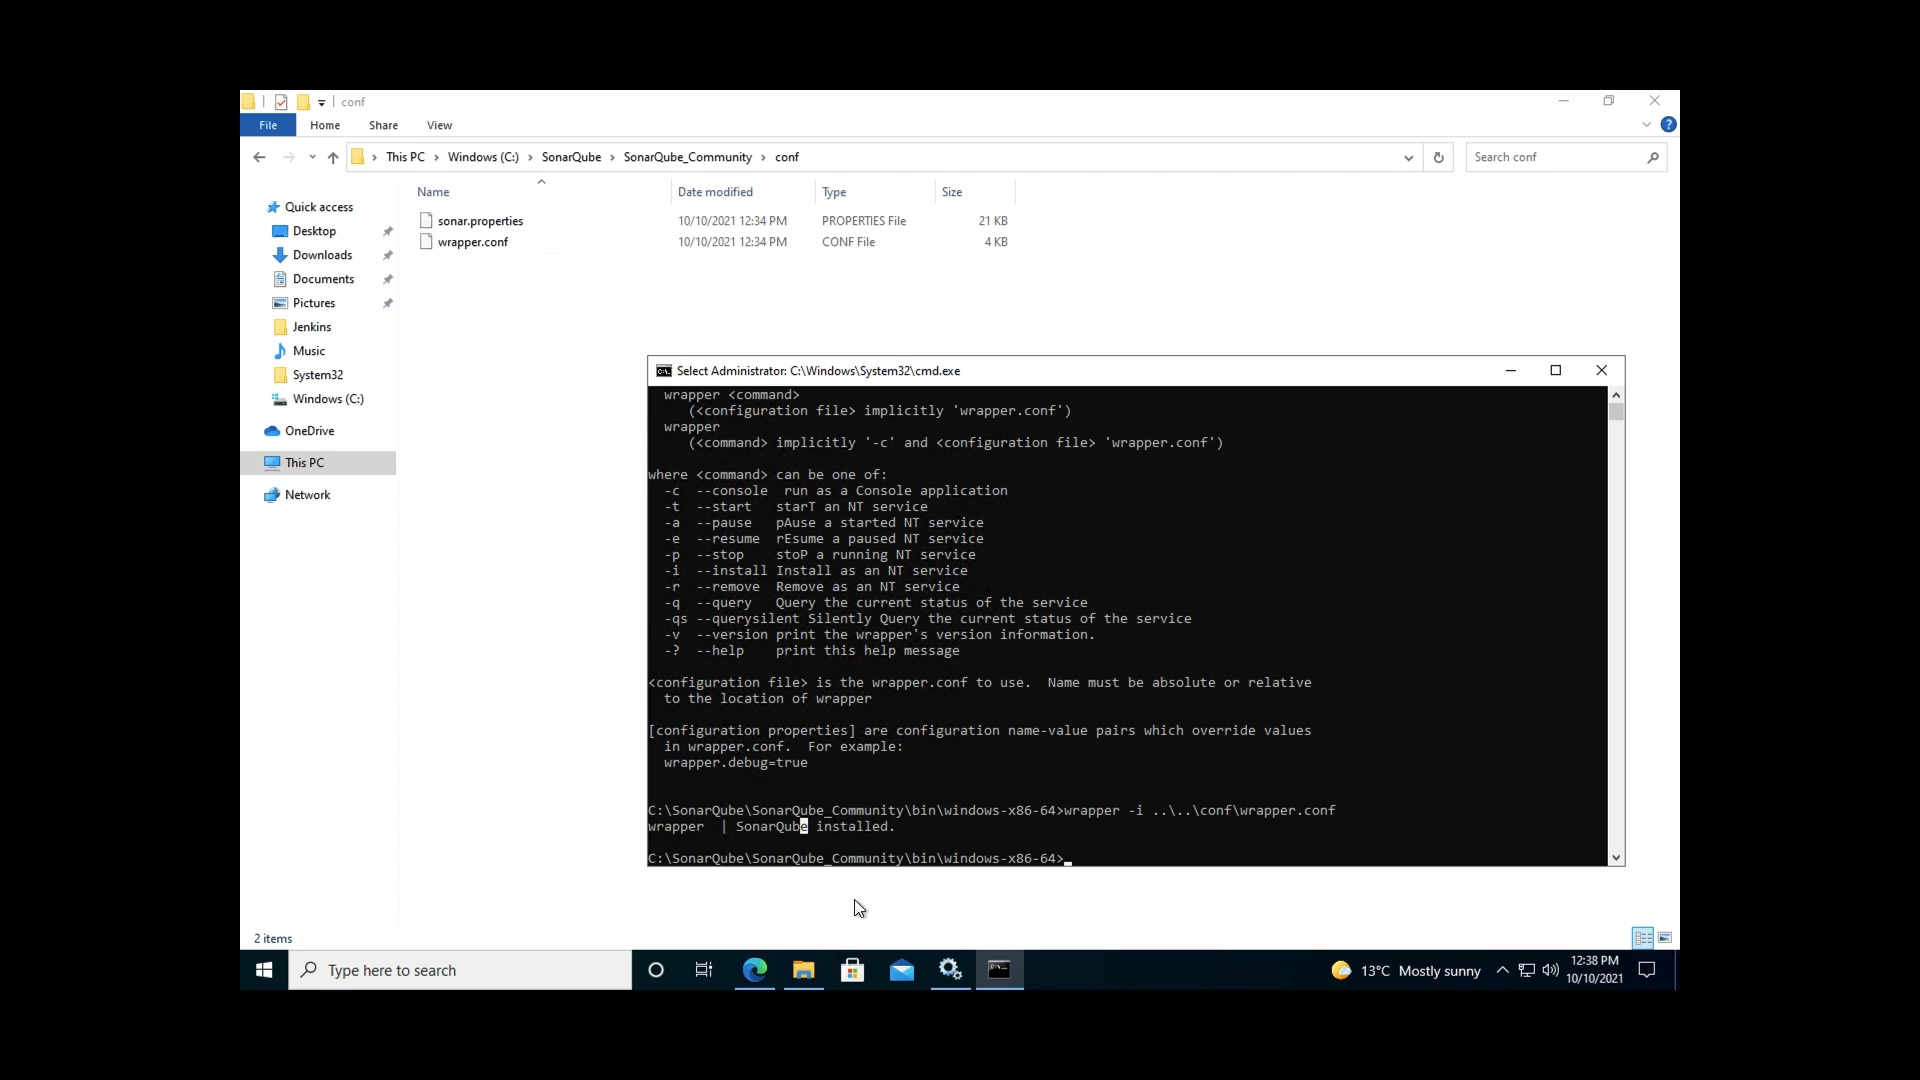 conf
File Home Share View
This PC Windows (C:) SonarQube SonarQube_Community conf
Search conf
Name Date modified Type Size
sonar.properties 10/10/2021 12:34 PM PROPERTIES File 21 KB
wrapper.conf 10/10/2021 12:34 PM CONF File 4 KB
Quick access
Desktop
Downloads
Documents
Pictures
Jenkins
Music
System32
Windows (C:)
OneDrive
This PC
Network
Select Administrator: C:\Windows\System32\cmd.exe
wrapper <command>
(<configuration file> implicitly 'wrapper.conf')
wrapper
(<command> implicitly '-c' and <configuration file> 'wrapper.conf')
where <command> can be one of:
-c --console run as a Console application
-t --start starT an NT service
-a --pause pAuse a started NT service
-e --resume rEsume a paused NT service
-p --stop stoP a running NT service
-i --install Install as an NT service
-r --remove Remove as an NT service
-q --query Query the current status of the service
-qs --querysilent Silently Query the current status of the service
-v --version print the wrapper's version information.
-? --help print this help message
<configuration file> is the wrapper.conf to use. Name must be absolute or relative
to the location of wrapper
[configuration properties] are configuration name-value pairs which override values
in wrapper.conf. For example:
wrapper.debug=true
C:\SonarQube\SonarQube_Community\bin\windows-x86-64>wrapper -i ..\..\conf\wrapper.conf
wrapper | SonarQube installed.
C:\SonarQube\SonarQube_Community\bin\windows-x86-64>
2 items
Type here to search
13°C Mostly sunny
12:38 PM
10/10/2021